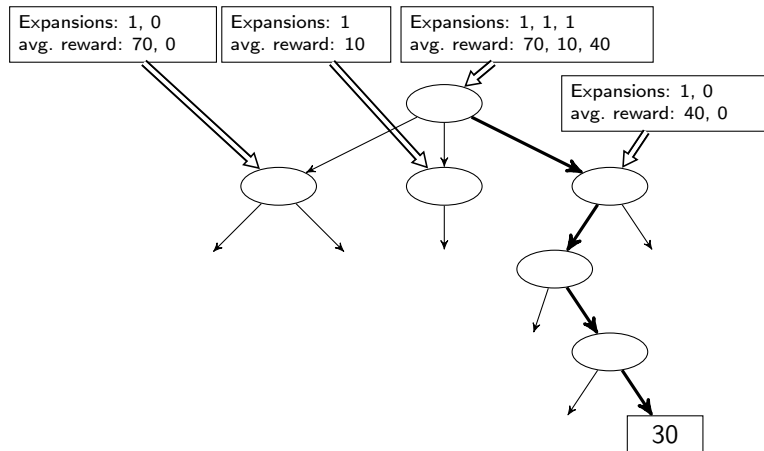 Expansions: 1, 0
avg. reward: 70, 0
Expansions: 1
avg. reward: 10
Expansions: 1, 1, 1
avg. reward: 70, 10, 40
Expansions: 1, 0
avg. reward: 40, 0
30